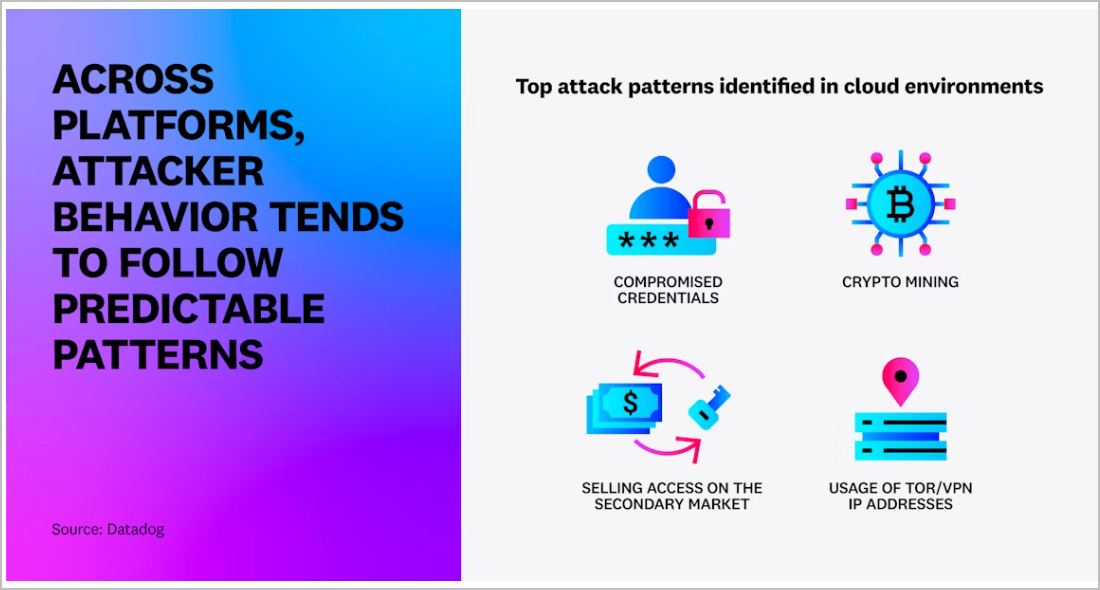 ACROSS
PLATFORMS,
ATTACKER
BEHAVIOR TENDS
TO FOLLOW
PREDICTABLE
PATTERNS
Source: Datadog
Top attack patterns identified in cloud environments
***
COMPROMISED
CREDENTIALS
CRYPTO MINING
$
SELLING ACCESS ON THE
SECONDARY MARKET
USAGE OF TOR/VPN
IP ADDRESSES